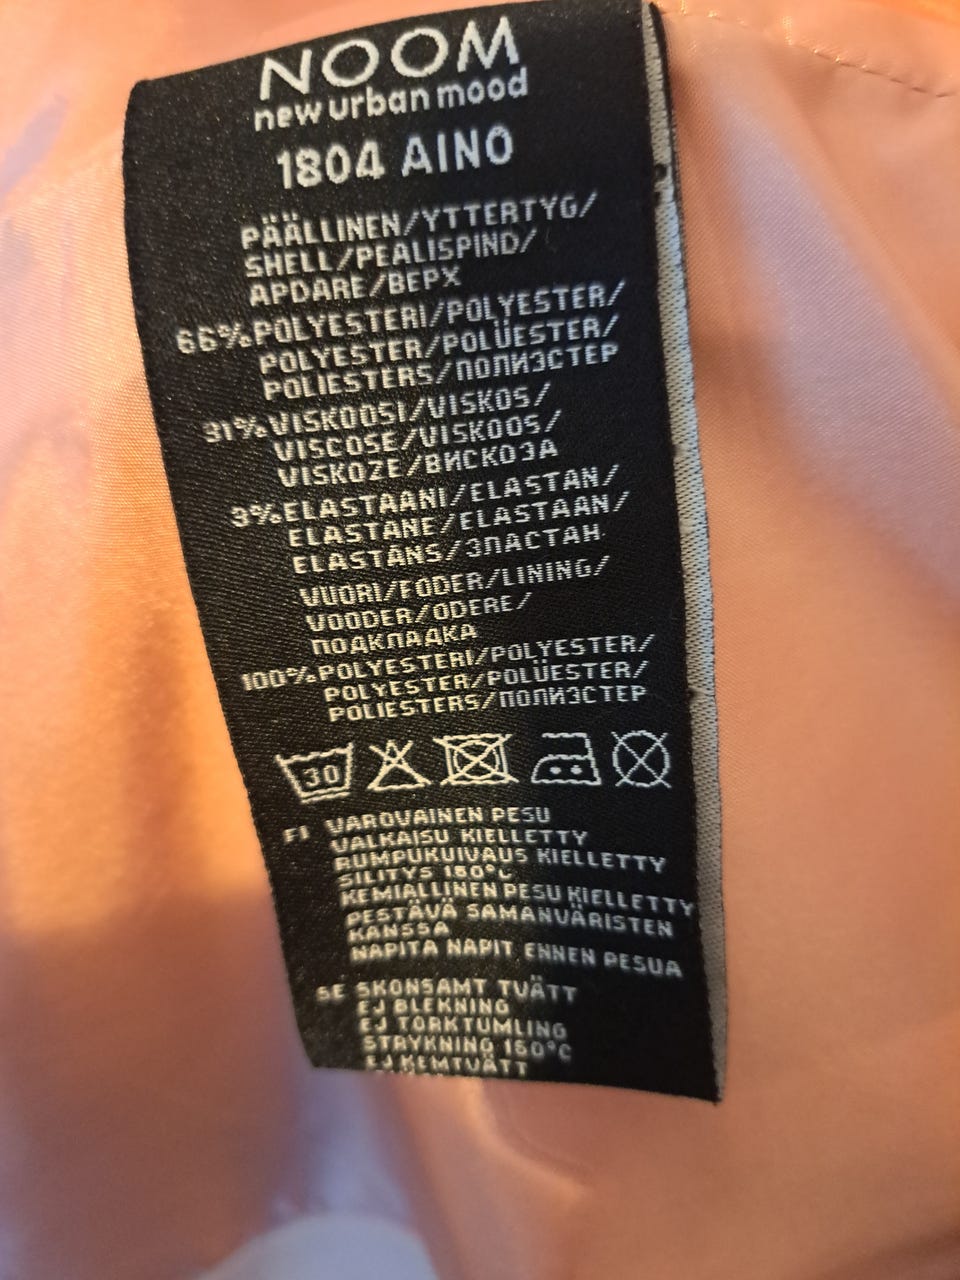 NOOM
new urban mood
1804 AINO
PÄÄLLINEN/YTTERTYG/
SHELL/PEALISPIND/
APDARE/ВЕРХ
66%POLYESTERI/POLYESTER/
POLYESTER/POLÜESTER/
POLIESTERS/ПОЛИЭСТЕР
31%VISKOOSI/VISKOS/
VISCOSE/VISKOOS/
VISKOZE/ВИСКОЗА
3%ELASTAANI/ELASTAN/
ELASTANE/ELASTAAN/
ELASTANS/ЭЛАСТАН
VUORI/FODER/LINING/
VOODER/ODERE/
ПОДКЛАДКА
100%POLYESTERI/POLYESTER/
POLYESTER/POLÜESTER/
POLIESTERS/ПОЛИЭСТЕР
30
FI VAROVAINEN PESU
VALKAISU KIELLETTY
RUMPUKUIVAUS KIELLETTY
SILITYS 150°C
KEMIALLINEN PESU KIELLETTY
PESTÄVÄ SAMANVÄRISTEN
KANSSA
NAPITA NAPIT ENNEN PESUA
SE SKONSAMT TVÄTT
EJ BLEKNING
EJ TORKTUMLING
STRYKNING 150°C
EJ KEMTVÄTT